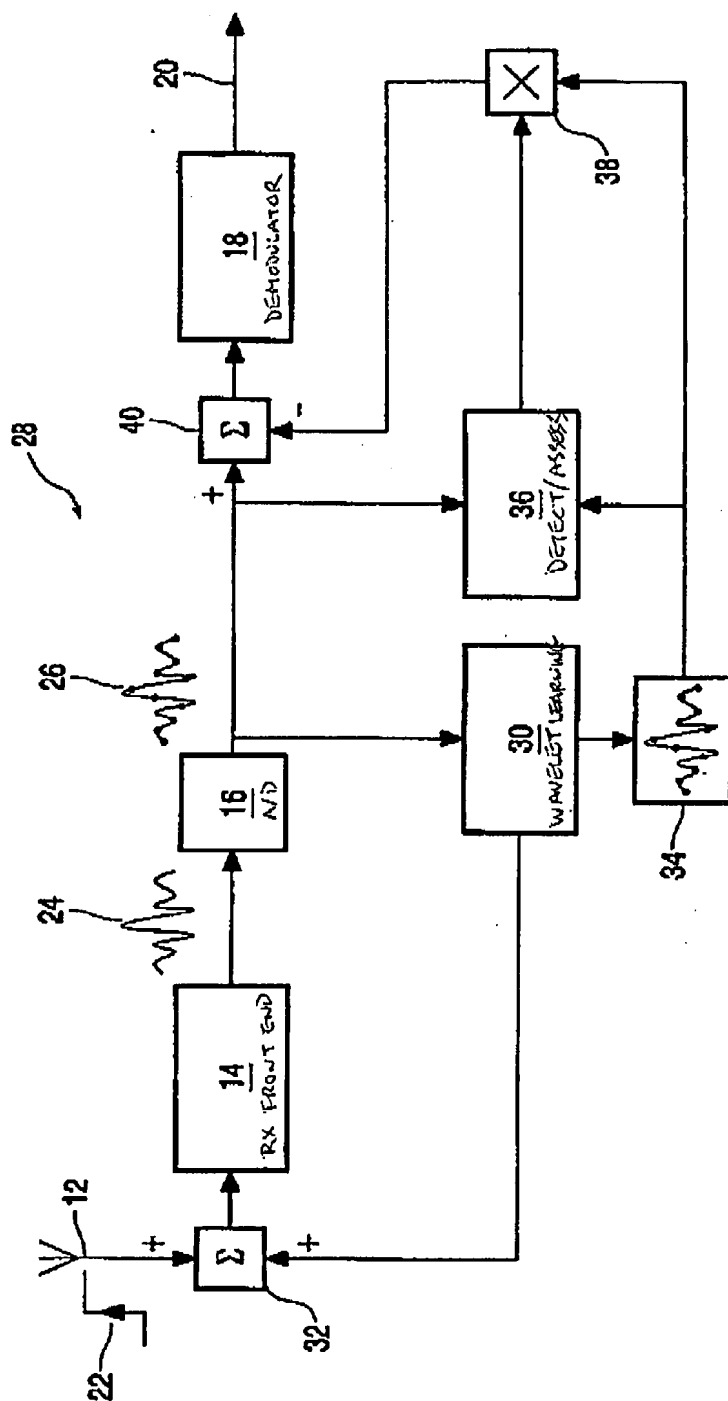 28
12
22
+
Σ
+
32
14
RX FRONT END
24
16
A/D
26
+
40
Σ
-
18
DEMODULATOR
20
30
WAVELET LEARNING
34
36
DETECT/ASSESS
X
38